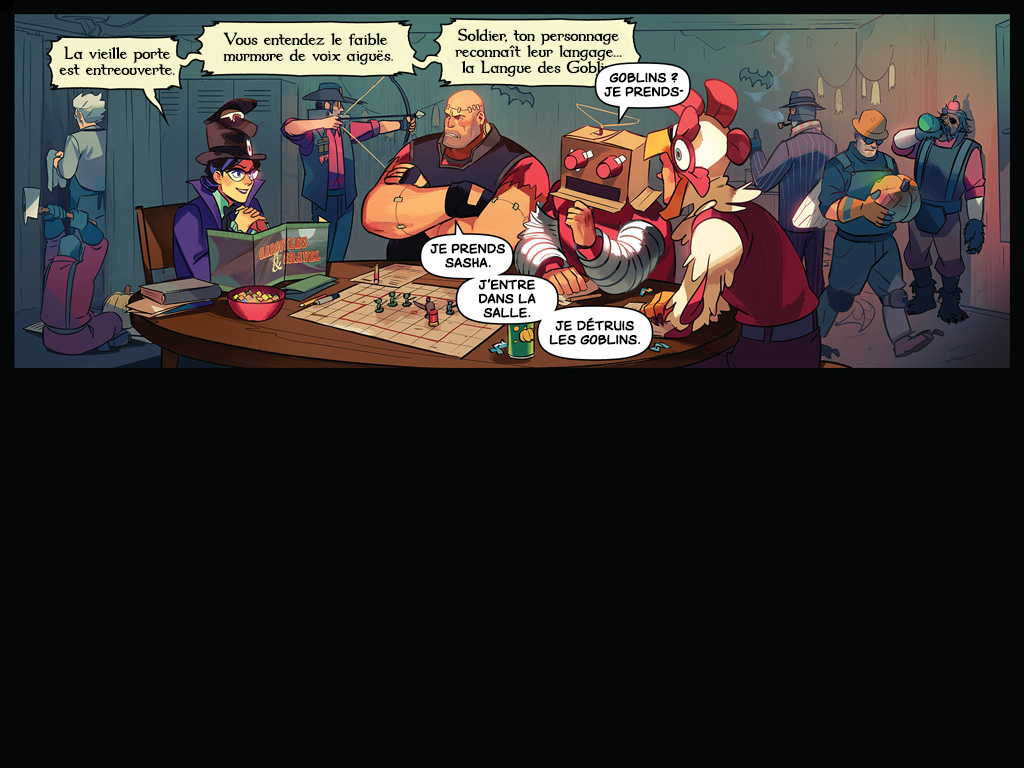 La vieille porte
est entreouverte.
Vous entendez le faible
murmure de voix aiguës.
Soldier, ton personnage
reconnaît leur langage...
la Langue des
GOBLINS ?
JE PRENDS-
JE PRENDS
SASHA.
J'ENTRE
DANS LA
SALLE.
JE DÉTRUIS
LES GOBLINS.
&